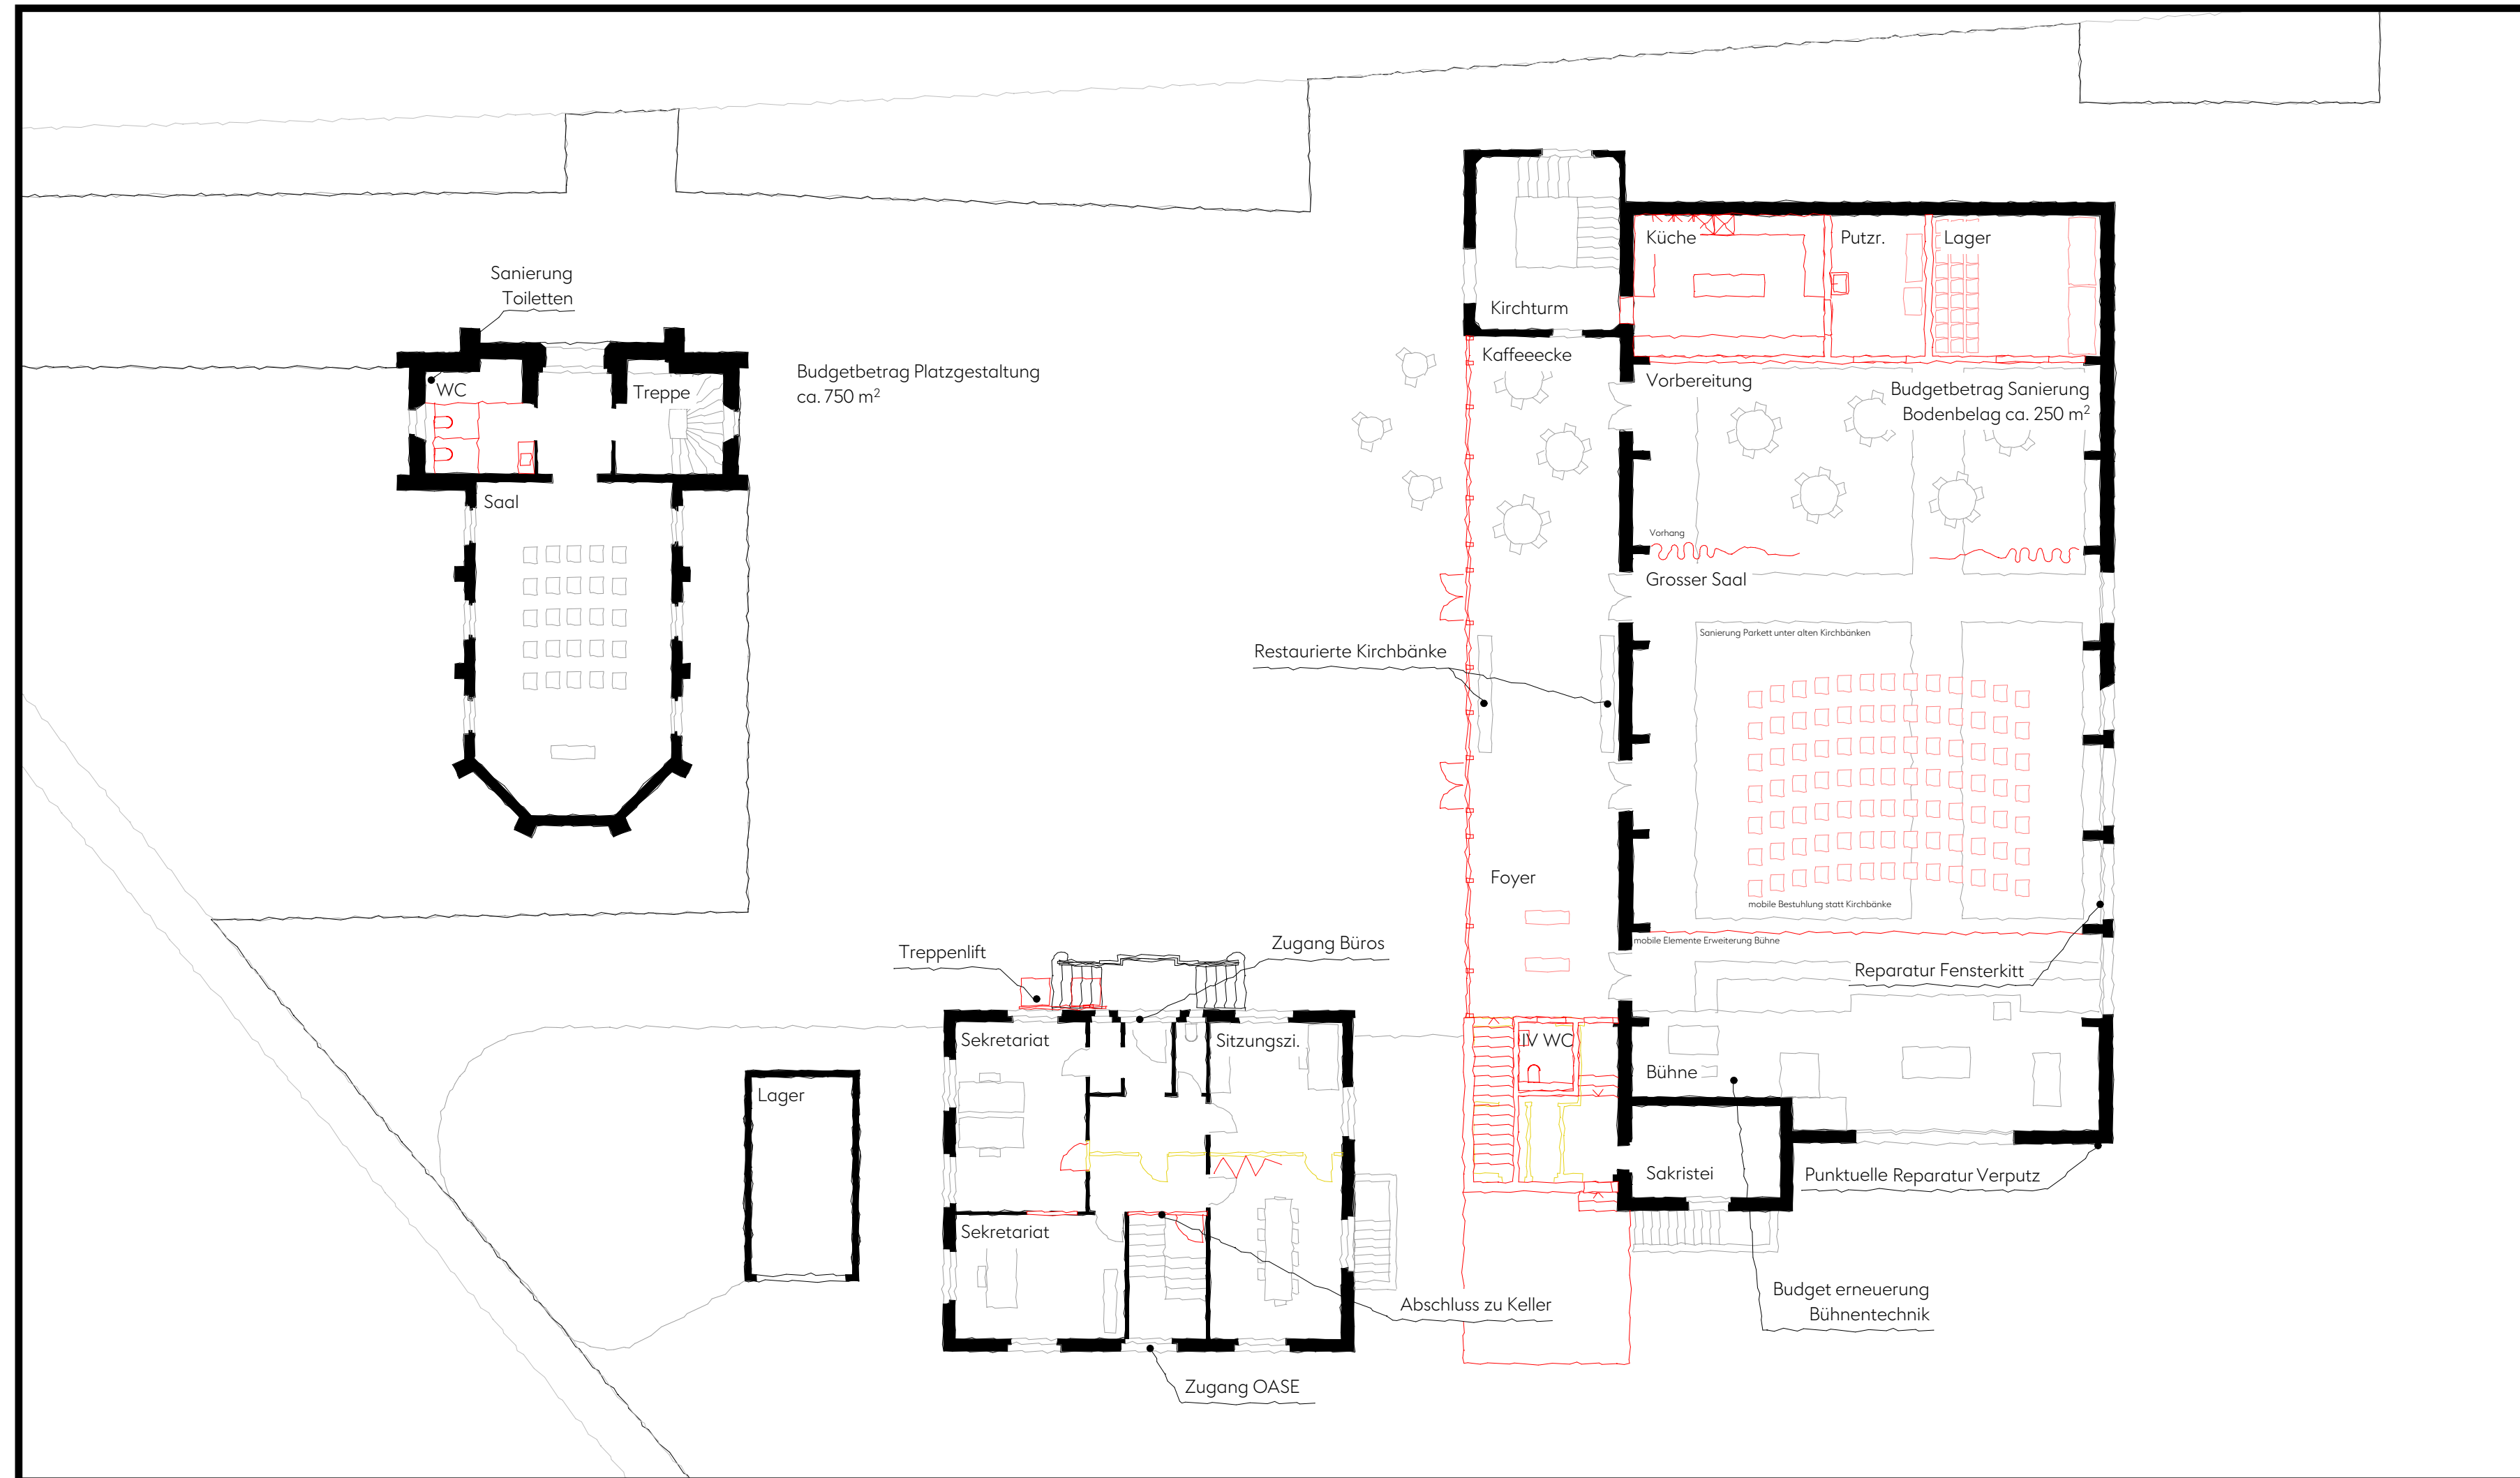 Küche
Putzr.
Lager
Sanierung
Toiletten
Kirchturm
Kaffeeecke
Budgetbetrag Platzgestaltung
ca. 750 m²
WC
Treppe
Vorbereitung
Budgetbetrag Sanierung
Bodenbelag ca. 250 m²
Saal
Vorhang
Grosser Saal
Sanierung Parkett unter alten Kirchbänken
Restaurierte Kirchbänke
Foyer
mobile Bestuhlung statt Kirchbänke
mobile Elemente Erweiterung Bühne
Treppenlift
Zugang Büros
Reparatur Fensterkitt
Sekretariat
Sitzungszi.
IV WC
Bühne
Lager
Sakristei
Punktuelle Reparatur Verputz
Sekretariat
Abschluss zu Keller
Budget erneuerung
Bühnentechnik
Zugang OASE